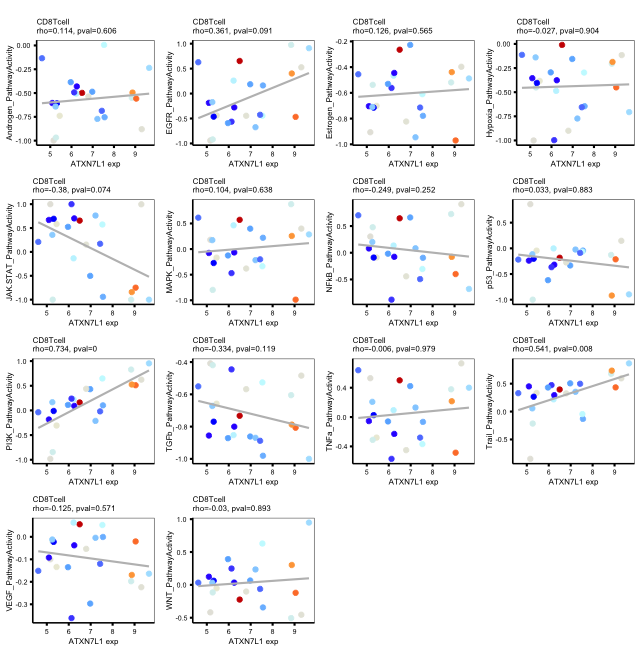 CD8Tcell
rho=0.114, pval=0.606
Androgen_PathwayActivity
0.00
-0.25
-0.50
-0.75
-1.00
5 6 7 8 9
ATXN7L1 exp
CD8Tcell
rho=0.361, pval=0.091
EGFR_PathwayActivity
1.0
0.5
0.0
-0.5
-1.0
5 6 7 8 9
ATXN7L1 exp
CD8Tcell
rho=0.126, pval=0.565
Estrogen_PathwayActivity
-0.2
-0.4
-0.6
-0.8
-1.0
5 6 7 8 9
ATXN7L1 exp
CD8Tcell
rho=-0.027, pval=0.904
Hypoxia_PathwayActivity
0.00
-0.25
-0.50
-0.75
-1.00
5 6 7 8 9
ATXN7L1 exp
CD8Tcell
rho=-0.38, pval=0.074
JAK-STAT_PathwayActivity
1.0
0.5
0.0
-0.5
-1.0
5 6 7 8 9
ATXN7L1 exp
CD8Tcell
rho=0.104, pval=0.638
MAPK_PathwayActivity
1.0
0.5
0.0
-0.5
-1.0
5 6 7 8 9
ATXN7L1 exp
CD8Tcell
rho=-0.249, pval=0.252
NFkB_PathwayActivity
0.5
0.0
-0.5
5 6 7 8 9
ATXN7L1 exp
CD8Tcell
rho=0.033, pval=0.883
p53_PathwayActivity
0.5
0.0
-0.5
-1.0
5 6 7 8 9
ATXN7L1 exp
CD8Tcell
rho=0.734, pval=0
PI3K_PathwayActivity
1.0
0.5
0.0
-0.5
-1.0
5 6 7 8 9
ATXN7L1 exp
CD8Tcell
rho=-0.334, pval=0.119
TGFb_PathwayActivity
-0.4
-0.6
-0.8
-1.0
5 6 7 8 9
ATXN7L1 exp
CD8Tcell
rho=-0.006, pval=0.979
TNFa_PathwayActivity
0.4
0.0
-0.4
5 6 7 8 9
ATXN7L1 exp
CD8Tcell
rho=0.541, pval=0.008
Trail_PathwayActivity
0.5
0.0
-0.5
5 6 7 8 9
ATXN7L1 exp
CD8Tcell
rho=-0.125, pval=0.571
VEGF_PathwayActivity
0.0
-0.1
-0.2
-0.3
5 6 7 8 9
ATXN7L1 exp
CD8Tcell
rho=-0.03, pval=0.893
WNT_PathwayActivity
1.0
0.5
0.0
-0.5
5 6 7 8 9
ATXN7L1 exp